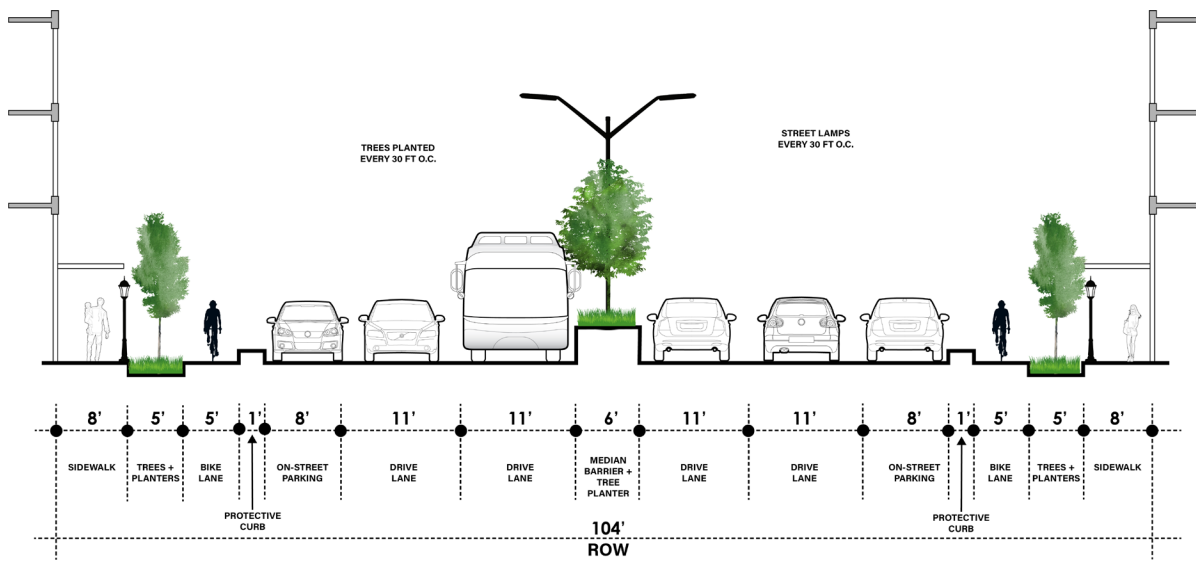 TREES PLANTED
EVERY 30 FT O.C.
STREET LAMPS
EVERY 30 FT O.C.
8' 5' 5' 1' 8' 11' 11' 6' 11' 11' 8' 1' 5' 5' 8'
SIDEWALK
TREES +
PLANTERS
BIKE
LANE
PROTECTIVE
CURB
ON-STREET
PARKING
DRIVE
LANE
DRIVE
LANE
MEDIAN
BARRIER +
TREE
PLANTER
DRIVE
LANE
DRIVE
LANE
ON-STREET
PARKING
PROTECTIVE
CURB
BIKE
LANE
TREES +
PLANTERS
SIDEWALK
104'
ROW